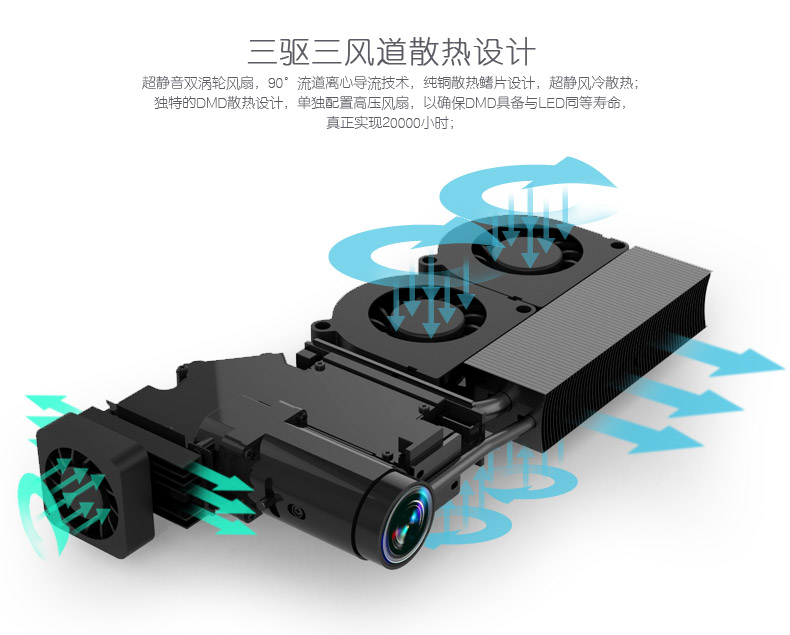 三驱三风道散热设计
超静音双涡轮风扇，90°流道离心导流技术，纯铜散热鳍片设计，超静风冷散热；
独特的DMD散热设计，单独配置高压风扇，以确保DMD具备与LED同等寿命，
真正实现20000小时；